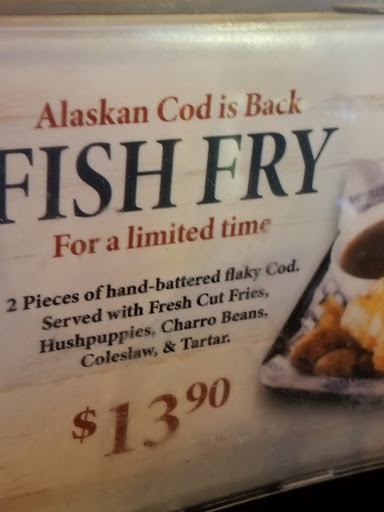 Alaskan Cod is Back
FISH FRY
For a limited time
2 Pieces of hand-battered flaky Cod.
Served with Fresh Cut Fries,
Hushpuppies, Charro Beans,
Coleslaw, & Tartar.
$13.90